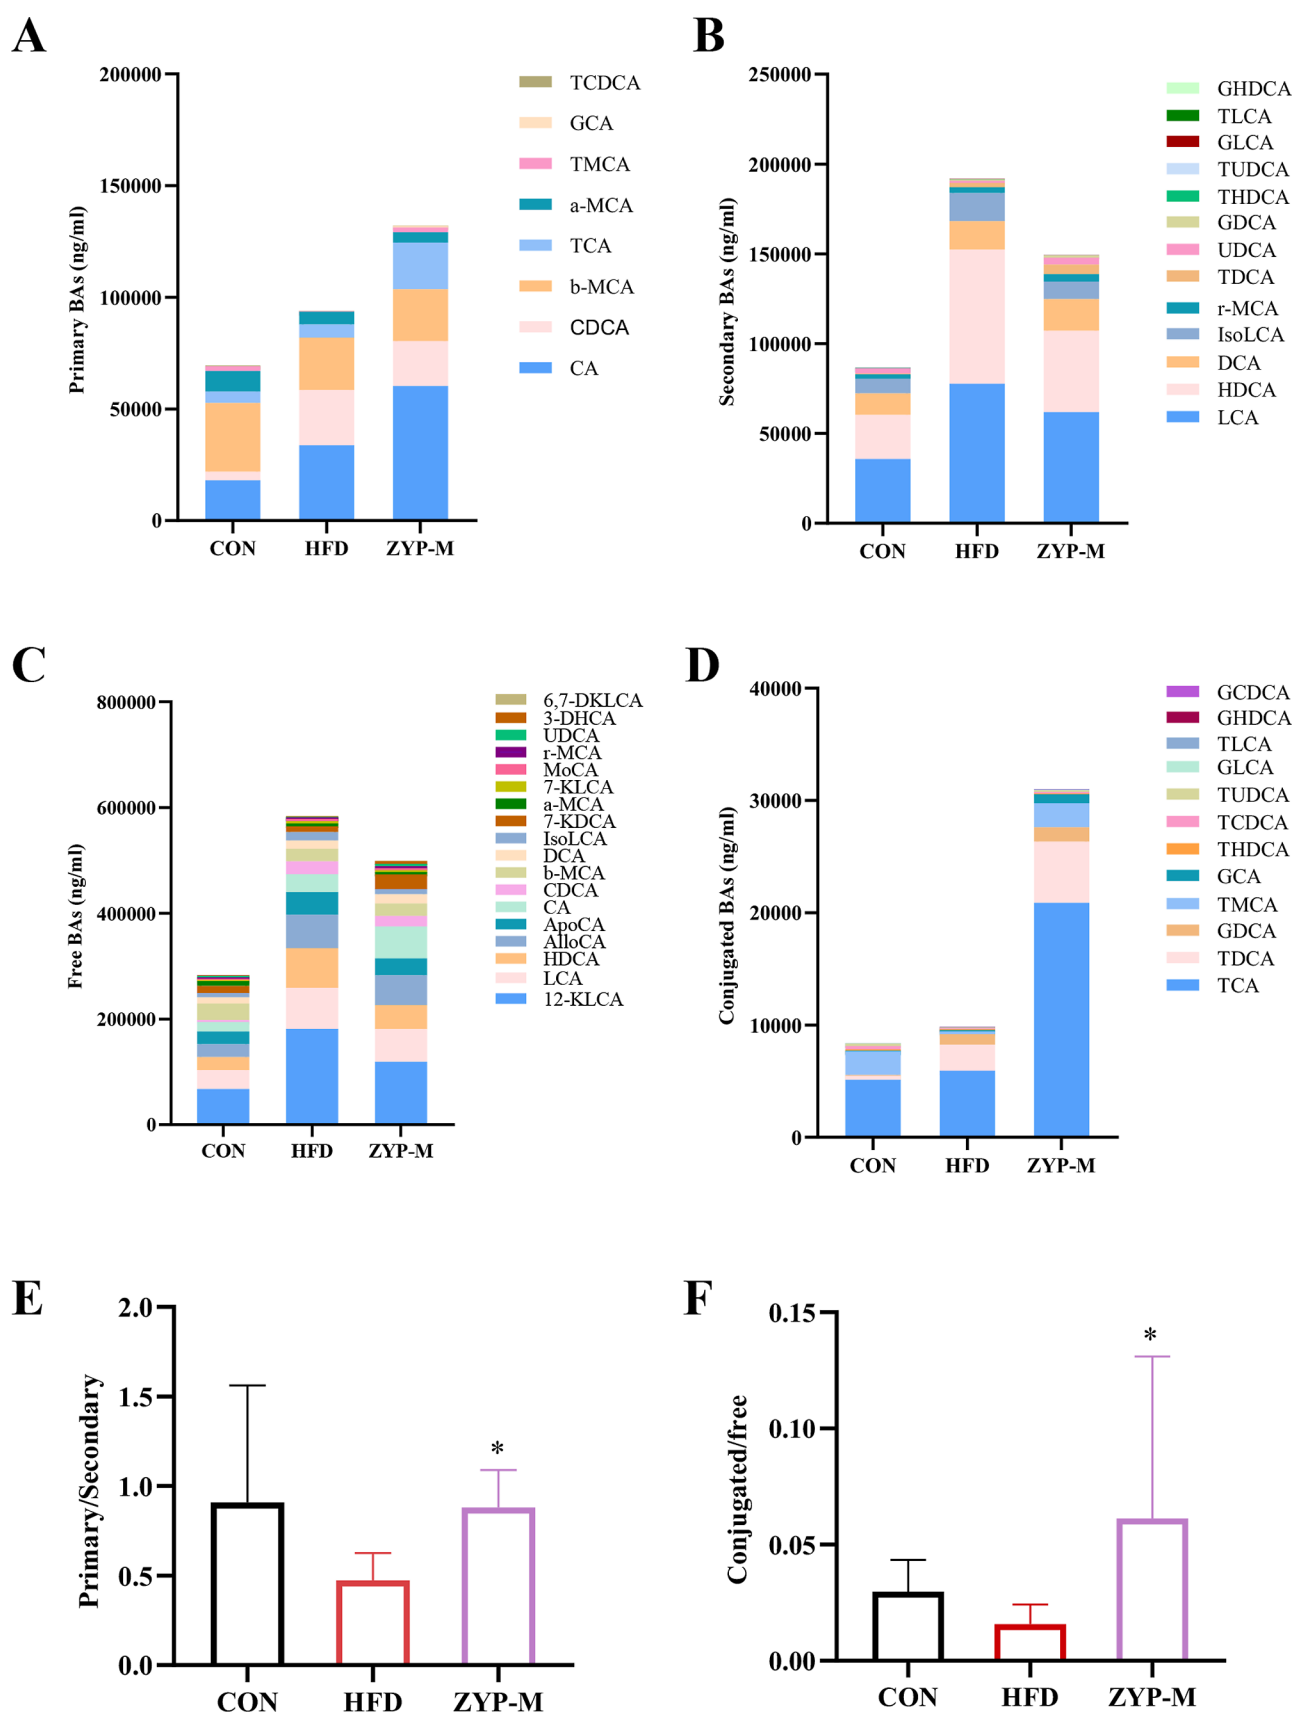 A
Primary BAs (ng/ml)
200000
150000
100000
50000
0
CON HFD ZYP-M
TCDCA
GCA
TMCA
a-MCA
TCA
b-MCA
CDCA
CA
B
Secondary BAs (ng/ml)
250000
200000
150000
100000
50000
0
CON HFD ZYP-M
GHDCA
TLCA
GLCA
TUDCA
THDCA
GDCA
UDCA
TDCA
r-MCA
IsoLCA
DCA
HDCA
LCA
C
Free BAs (ng/ml)
800000
600000
400000
200000
0
CON HFD ZYP-M
6,7-DKLCA
3-DHCA
UDCA
r-MCA
MoCA
7-KLCA
a-MCA
7-KDCA
IsoLCA
DCA
b-MCA
CDCA
CA
ApoCA
AlloCA
HDCA
LCA
12-KLCA
D
Conjugated BAs (ng/ml)
40000
30000
20000
10000
0
CON HFD ZYP-M
GCDCA
GHDCA
TLCA
GLCA
TUDCA
TCDCA
THDCA
GCA
TMCA
GDCA
TDCA
TCA
E
Primary/Secondary
2.0
1.5
1.0
0.5
0.0
*
CON HFD ZYP-M
F
Conjugated/free
0.15
0.10
0.05
0.00
*
CON HFD ZYP-M